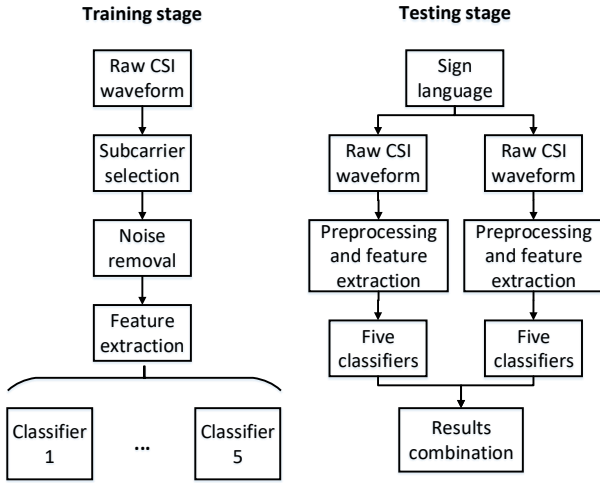 Training stage
Raw CSI
waveform
Subcarrier
selection
Noise
removal
Feature
extraction
Classifier
1
...
Classifier
5
Testing stage
Sign
language
Raw CSI
waveform
Raw CSI
waveform
Preprocessing
and feature
extraction
Preprocessing
and feature
extraction
Five
classifiers
Five
classifiers
Results
combination